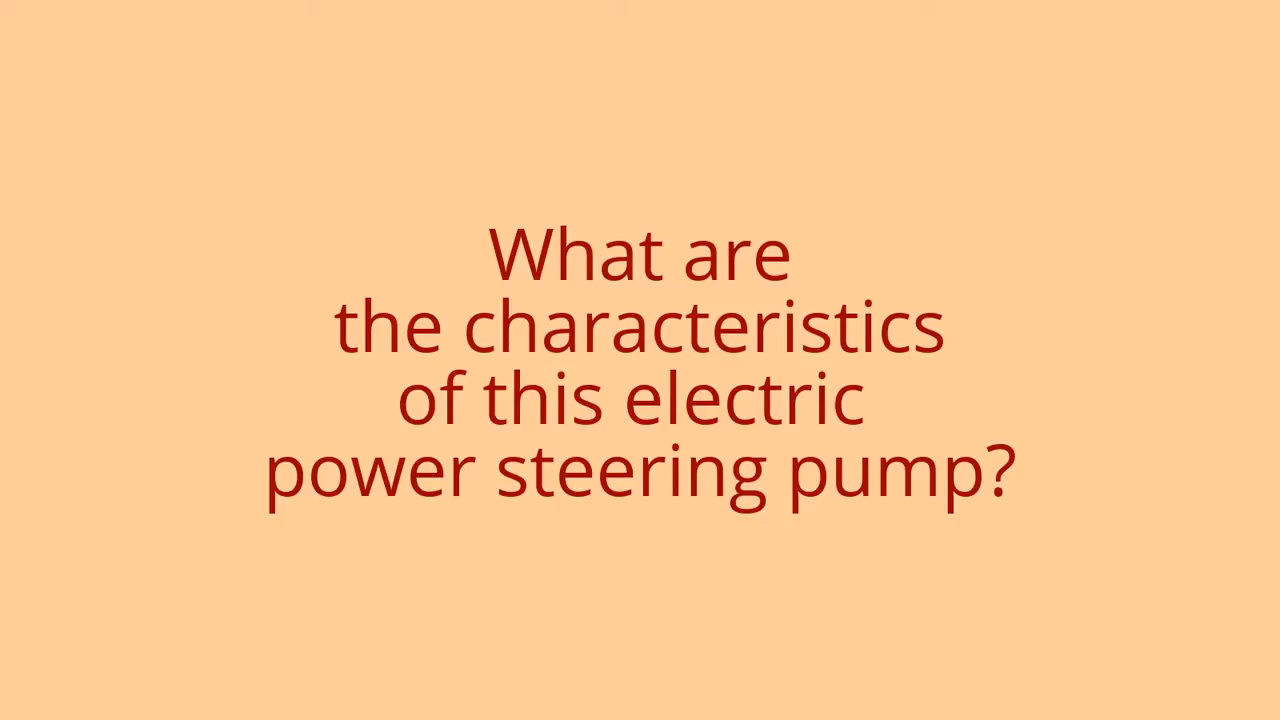 What are
the characteristics
of this electric
power steering pump?